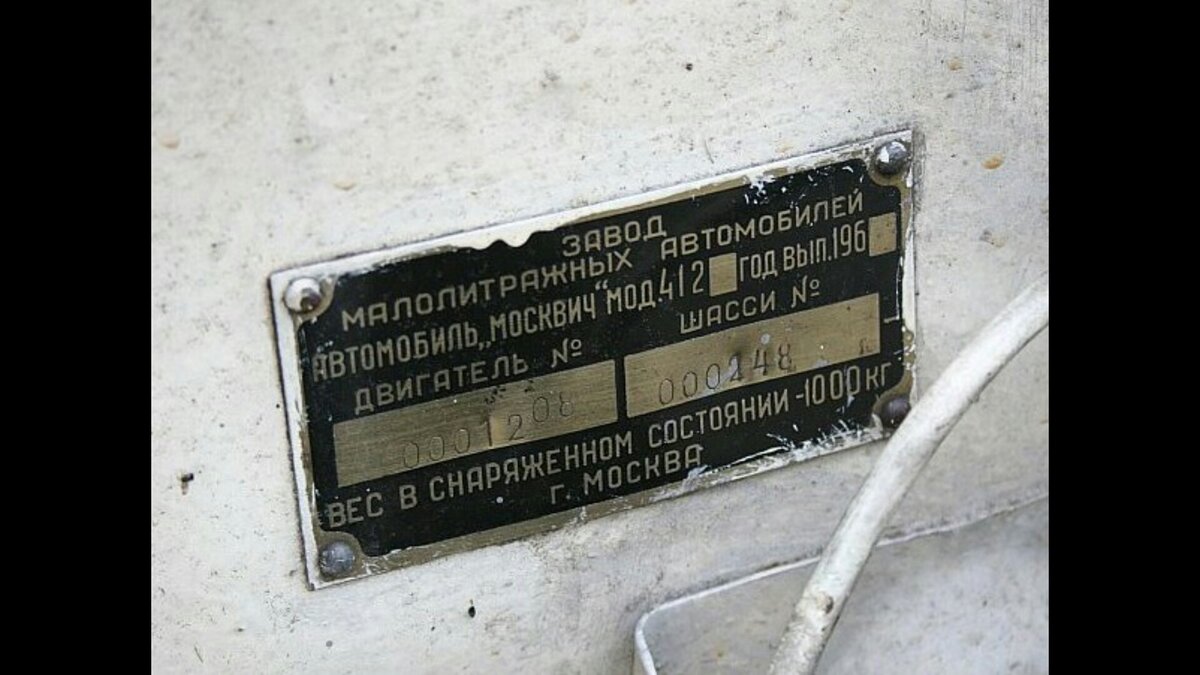 ЗАВОД
МАЛОЛИТРАЖНЫХ АВТОМОБИЛЕЙ
АВТОМОБИЛЬ „МОСКВИЧ“ МОД. 412 ГОД ВЫП. 196
ДВИГАТЕЛЬ № ШАССИ №
0001208 000248
ВЕС В СНАРЯЖЕННОМ СОСТОЯНИИ -1000 КГ
Г. МОСКВА